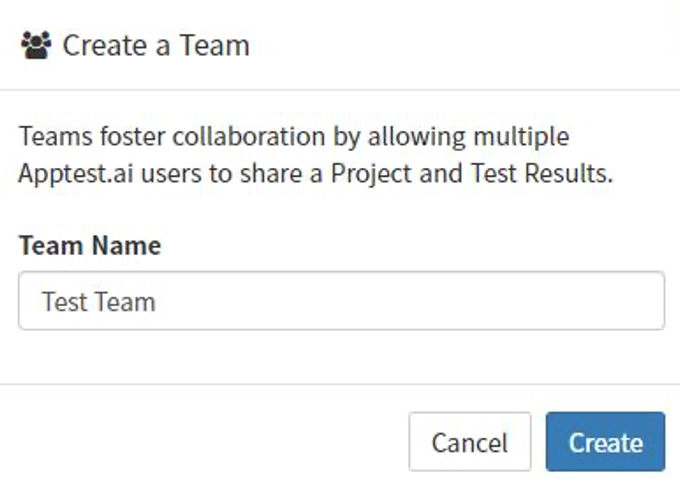 Create a Team
Teams foster collaboration by allowing multiple
Apptest.ai users to share a Project and Test Results.
Team Name
Test Team
Cancel
Create